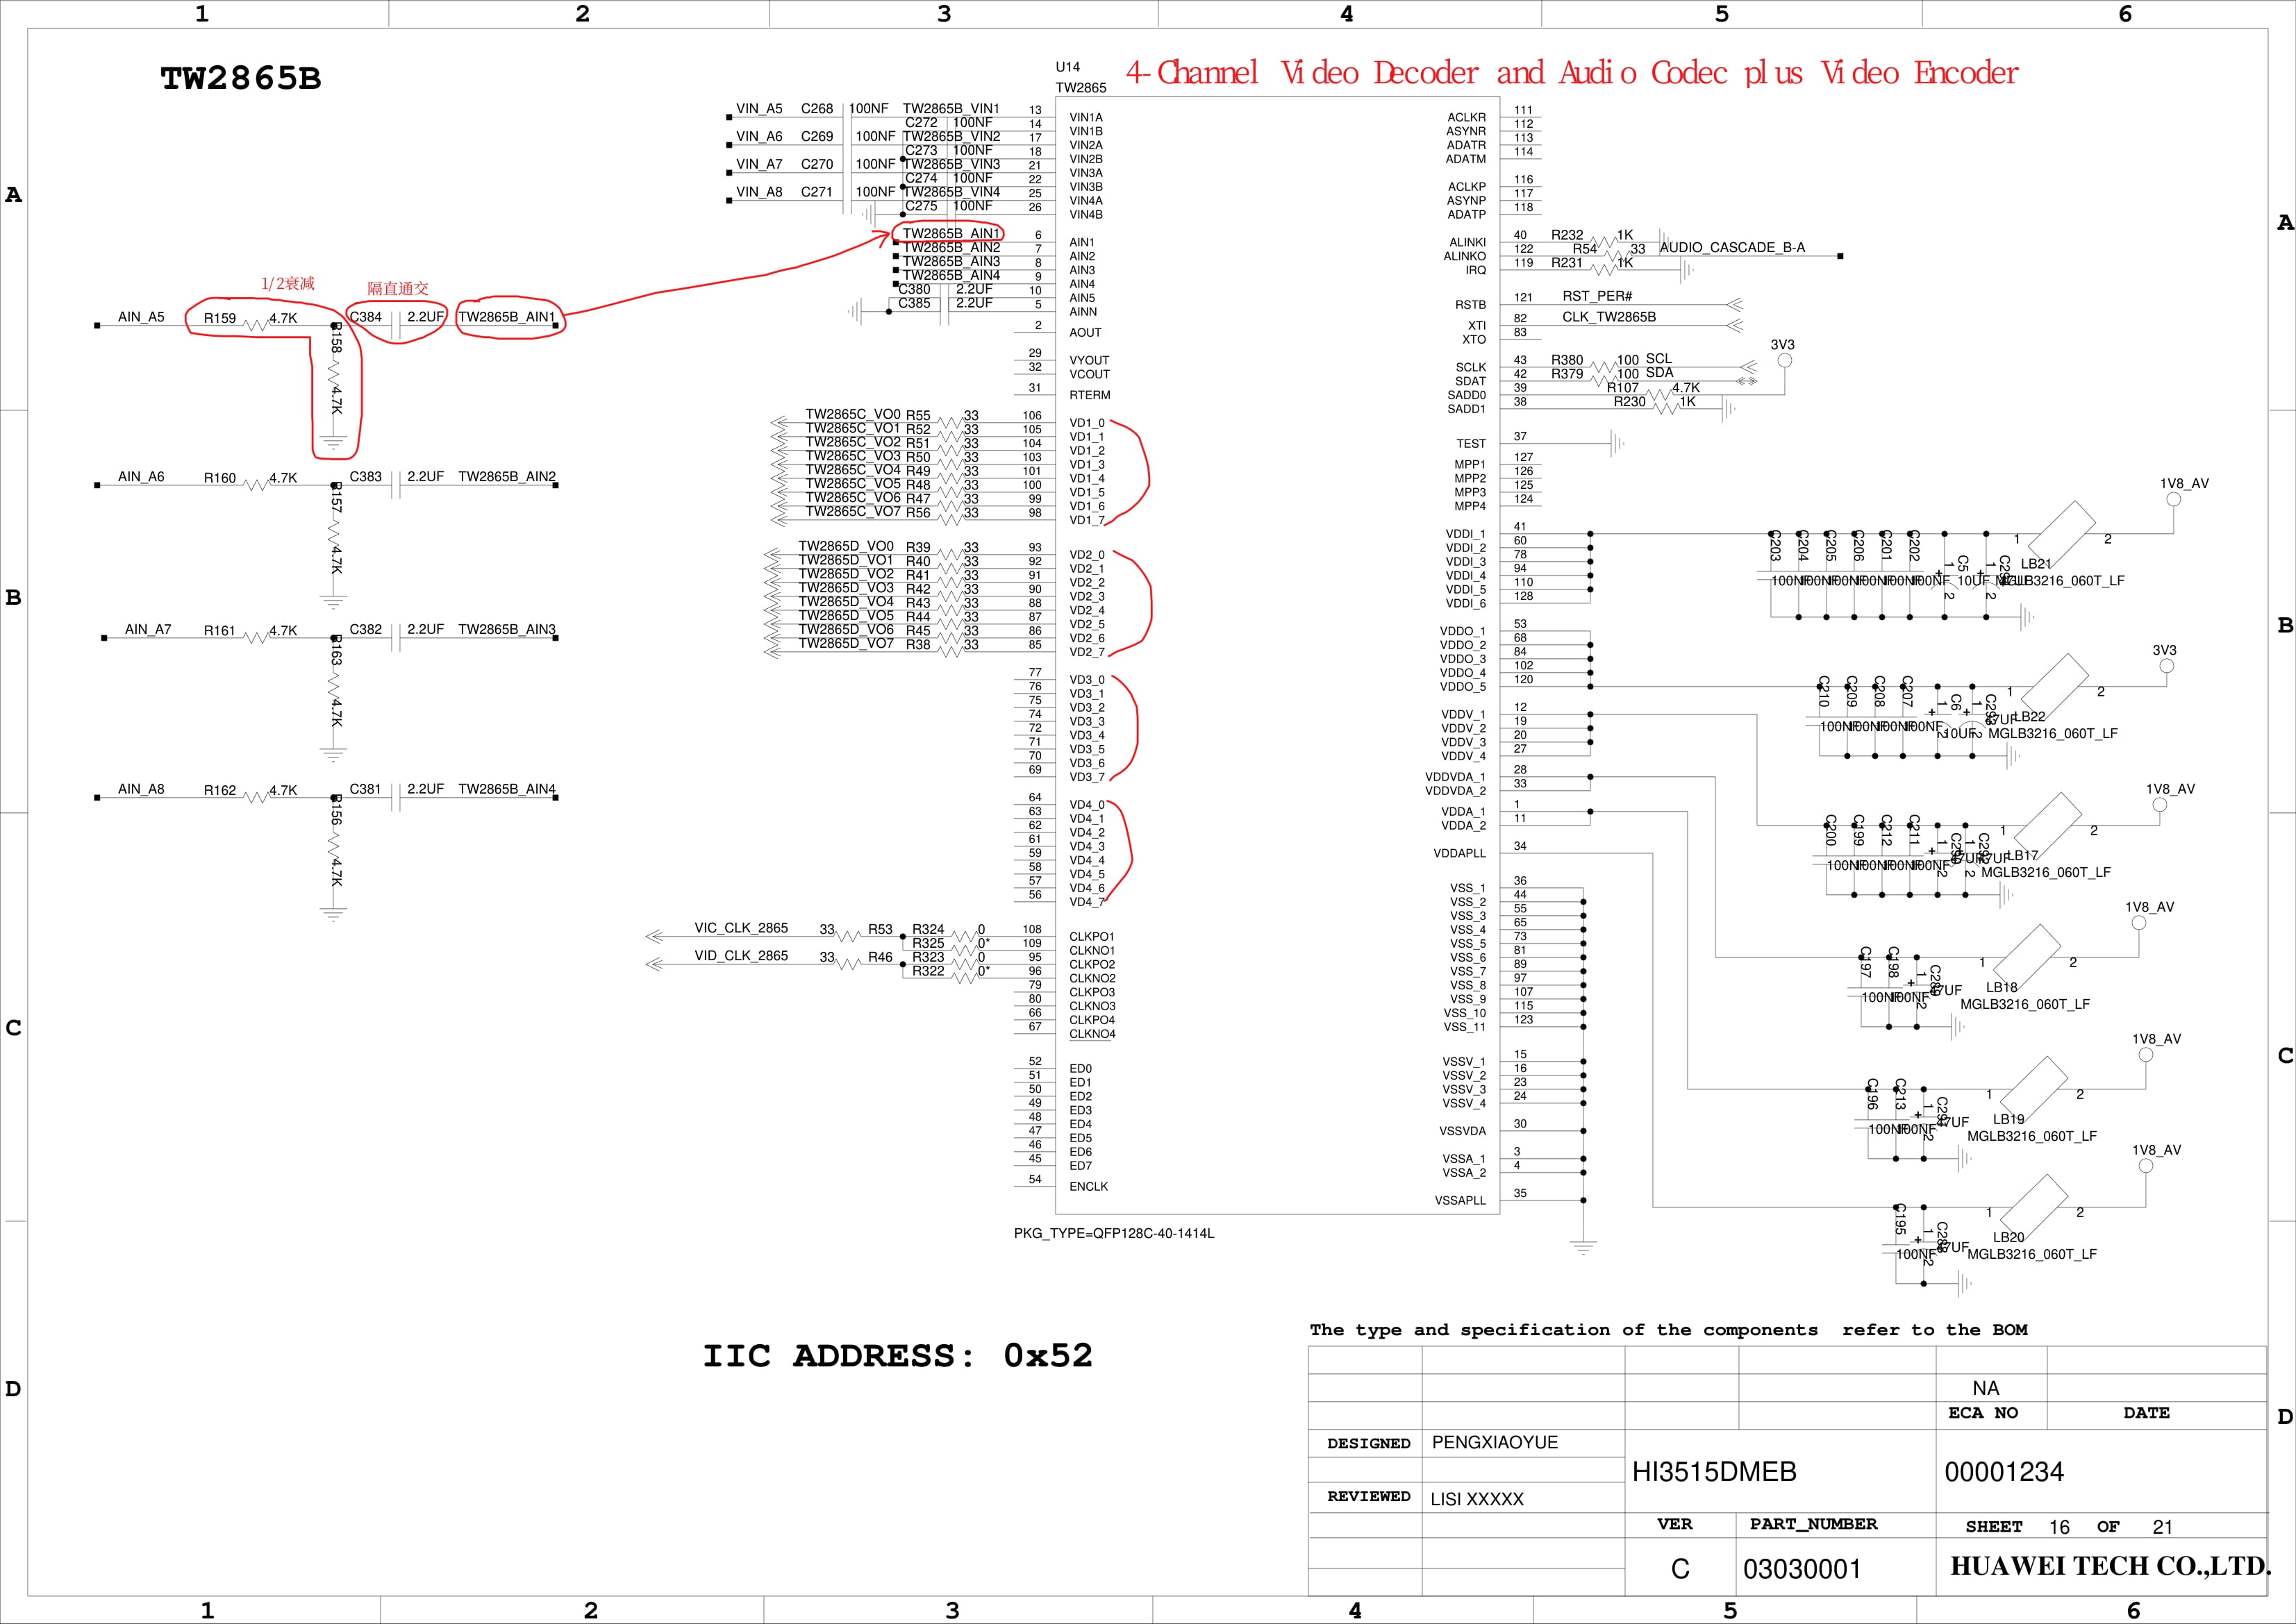 1 2 3 4 5 6
TW2865B
U14
TW2865
4-Channel Video Decoder and Audio Codec plus Video Encoder
A
A
VIN_A5 C268 100NF TW2865B_VIN1 13 VIN1A
C272 100NF 14 VIN1B
VIN_A6 C269 100NF TW2865B_VIN2 17 VIN2A
C273 100NF 18 VIN2B
VIN_A7 C270 100NF TW2865B_VIN3 21 VIN3A
C274 100NF 22 VIN3B
VIN_A8 C271 100NF TW2865B_VIN4 25 VIN4A
C275 100NF 26 VIN4B
TW2865B_AIN1 6 AIN1
TW2865B_AIN2 7 AIN2
TW2865B_AIN3 8 AIN3
TW2865B_AIN4 9 AIN4
C380 2.2UF 10 AIN5
C385 2.2UF 5 AINN
2 AOUT
29 VYOUT
32 VCOUT
31 RTERM
1/2衰减
隔直通交
AIN_A5 R159 4.7K C384 2.2UF TW2865B_AIN1
R158 4.7K
AIN_A6 R160 4.7K C383 2.2UF TW2865B_AIN2
R157 4.7K
AIN_A7 R161 4.7K C382 2.2UF TW2865B_AIN3
R163 4.7K
AIN_A8 R162 4.7K C381 2.2UF TW2865B_AIN4
R156 4.7K
TW2865C_VO0 R55 33 106 VD1_0
TW2865C_VO1 R52 33 105 VD1_1
TW2865C_VO2 R51 33 104 VD1_2
TW2865C_VO3 R50 33 103 VD1_3
TW2865C_VO4 R49 33 101 VD1_4
TW2865C_VO5 R48 33 100 VD1_5
TW2865C_VO6 R47 33 99 VD1_6
TW2865C_VO7 R56 33 98 VD1_7
TW2865D_VO0 R39 33 93 VD2_0
TW2865D_VO1 R40 33 92 VD2_1
TW2865D_VO2 R41 33 91 VD2_2
TW2865D_VO3 R42 33 90 VD2_3
TW2865D_VO4 R43 33 88 VD2_4
TW2865D_VO5 R44 33 87 VD2_5
TW2865D_VO6 R45 33 86 VD2_6
TW2865D_VO7 R38 33 85 VD2_7
77 VD3_0
76 VD3_1
75 VD3_2
74 VD3_3
72 VD3_4
71 VD3_5
70 VD3_6
69 VD3_7
64 VD4_0
63 VD4_1
62 VD4_2
61 VD4_3
59 VD4_4
58 VD4_5
57 VD4_6
56 VD4_7
VIC_CLK_2865 33 R53 R324 0 108 CLKPO1
R325 0* 109 CLKNO1
VID_CLK_2865 33 R46 R323 0 95 CLKPO2
R322 0* 96 CLKNO2
79 CLKPO3
80 CLKNO3
66 CLKPO4
67 CLKNO4
52 ED0
51 ED1
50 ED2
49 ED3
48 ED4
47 ED5
46 ED6
45 ED7
54 ENCLK
PKG_TYPE=QFP128C-40-1414L
ACLKR 111
ASYNR 112
ADATR 113
ADATM 114
ACLKP 116
ASYNP 117
ADATP 118
ALINKI 40 R232 1K
ALINKO 122 R54 33 AUDIO_CASCADE_B-A
IRQ 119 R231 1K
RSTB 121 RST_PER#
XTI 82 CLK_TW2865B
XTO 83
3V3
SCLK 43 R380 100 SCL
SDAT 42 R379 100 SDA
SADD0 39 R107 4.7K
SADD1 38 R230 1K
TEST 37
MPP1 127
MPP2 126
MPP3 125
MPP4 124
VDDI_1 41
VDDI_2 60
VDDI_3 78
VDDI_4 94
VDDI_5 110
VDDI_6 128
VDDO_1 53
VDDO_2 68
VDDO_3 84
VDDO_4 102
VDDO_5 120
VDDV_1 12
VDDV_2 19
VDDV_3 20
VDDV_4 27
VDDVDA_1 28
VDDVDA_2 33
VDDA_1 1
VDDA_2 11
VDDAPLL 34
VSS_1 36
VSS_2 44
VSS_3 55
VSS_4 65
VSS_5 73
VSS_6 81
VSS_7 89
VSS_8 97
VSS_9 107
VSS_10 115
VSS_11 123
VSSV_1 15
VSSV_2 16
VSSV_3 23
VSSV_4 24
VSSVDA 30
VSSA_1 3
VSSA_2 4
VSSAPLL 35
1V8_AV
C203 C204 C205 C206 C201 C202 C5 1 2
100NF 10UF LB21
MGLB3216_060T_LF
3V3
C210 C209 C208 C207 C6 1 2
100NF 10UF LB22
MGLB3216_060T_LF
1V8_AV
C200 C199 C212 C211 1 2
100NF LB17
MGLB3216_060T_LF
1V8_AV
C197 C198 1 2
100NF LB18
MGLB3216_060T_LF
1V8_AV
C196 C213 1 2
100NF LB19
MGLB3216_060T_LF
1V8_AV
C195 1 2
100NF LB20
MGLB3216_060T_LF
B
B
C
C
D
D
IIC ADDRESS: 0x52
The type and specification of the components refer to the BOM
NA
ECA NO DATE
DESIGNED PENGXIAOYUE
HI3515DMEB 00001234
REVIEWED LISI XXXXX
VER PART_NUMBER SHEET 16 OF 21
C 03030001 HUAWEI TECH CO.,LTD.
1 2 3 4 5 6